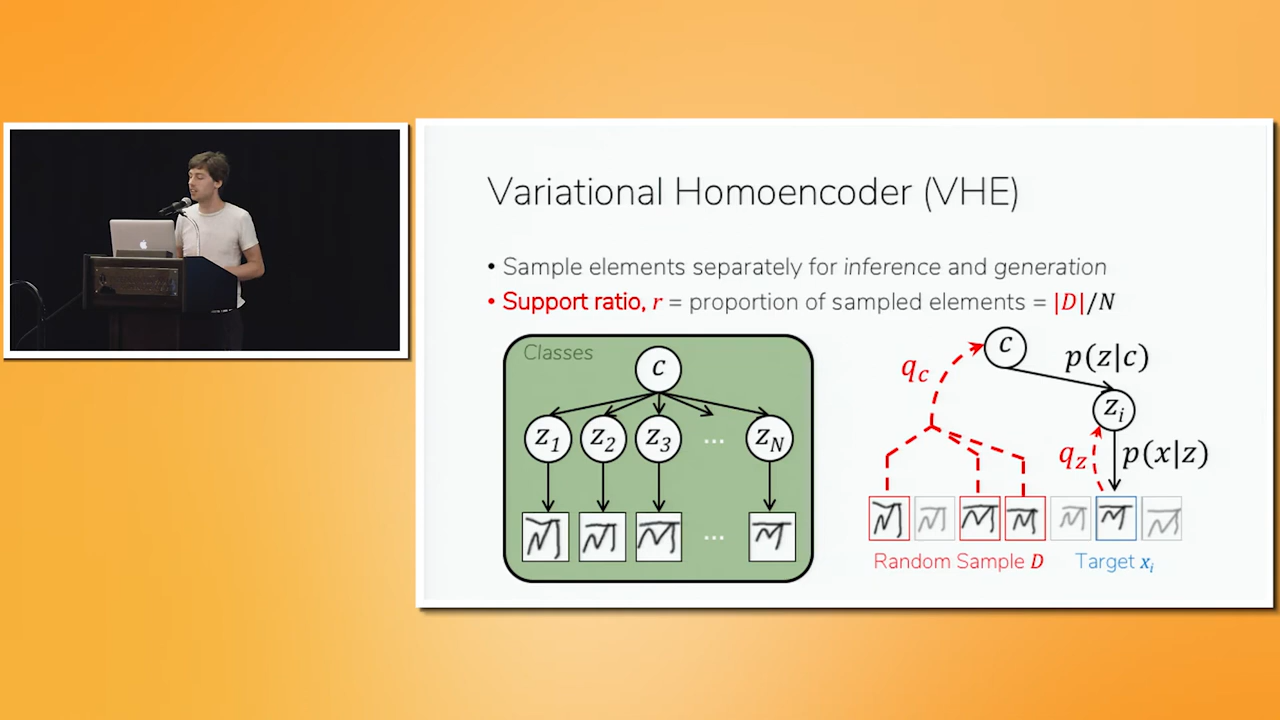 Variational Homoencoder (VHE)
• Sample elements separately for inference and generation
• Support ratio, r = proportion of sampled elements = |D|/N
Classes
c
z1 z2 z3 ... zN
...
c
p(z|c)
qc
zi
qz
p(x|z)
Random Sample D
Target xi